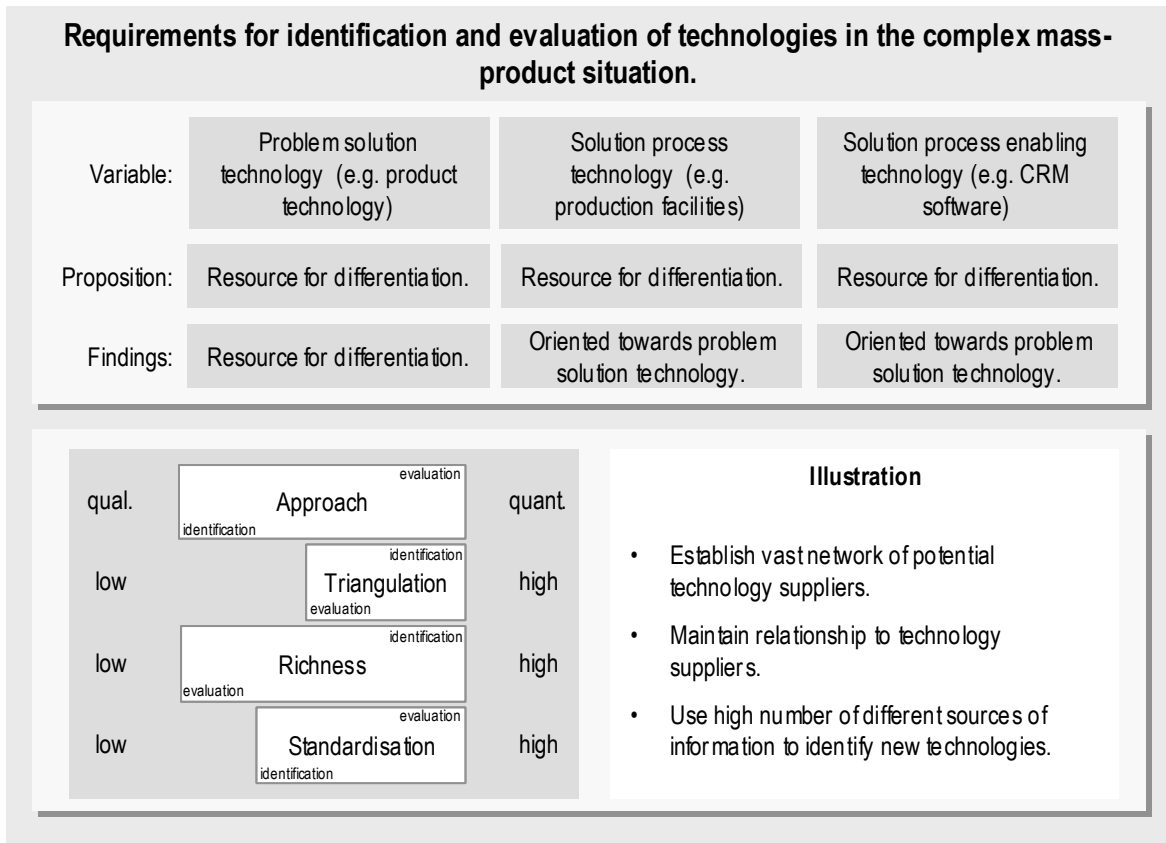 Requirements for identification and evaluation of technologies in the complex mass-
product situation.
Variable:
Problem solution
technology (e.g. product
technology)
Solution process
technology (e.g.
production facilities)
Solution process enabling
technology (e.g. CRM
software)
Proposition:
Resource for differentiation.
Resource for differentiation.
Resource for differentiation.
Findings:
Resource for differentiation.
Oriented towards problem
solution technology.
Oriented towards problem
solution technology.
qual.
evaluation
Approach
identification
quant.
low
identification
Triangulation
evaluation
high
low
identification
Richness
evaluation
high
low
evaluation
Standardisation
identification
high
Illustration
• Establish vast network of potential
technology suppliers.
• Maintain relationship to technology
suppliers.
• Use high number of different sources of
information to identify new technologies.